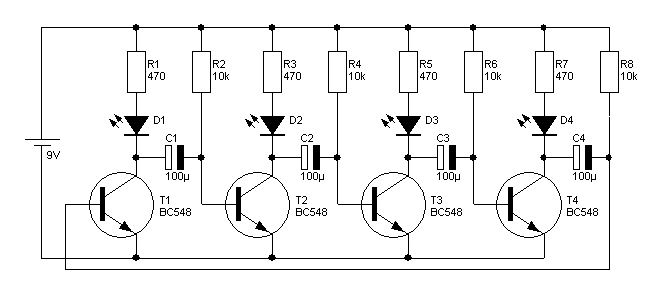 R1
470
R2
10k
R3
470
R4
10k
R5
470
R6
10k
R7
470
R8
10k
D1
D2
D3
D4
C1
100µ
C2
100µ
C3
100µ
C4
100µ
9V
T1
BC548
T2
BC548
T3
BC548
T4
BC548